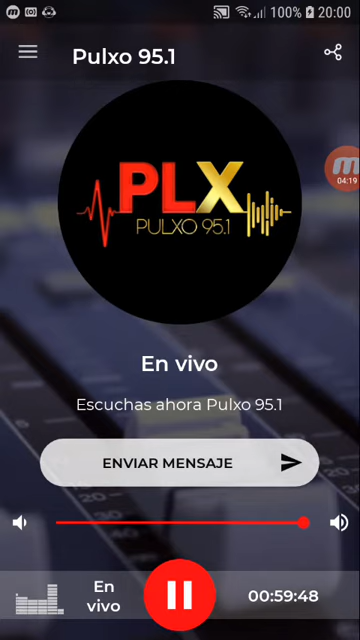 100% 20:00
Pulxo 95.1
04:19
PLX
PULXO 95.1
En vivo
Escuchas ahora Pulxo 95.1
ENVIAR MENSAJE
En
vivo
00:59:48